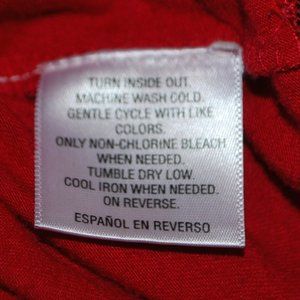 TURN INSIDE OUT.
MACHINE WASH COLD.
GENTLE CYCLE WITH LIKE
COLORS.
ONLY NON-CHLORINE BLEACH
WHEN NEEDED.
TUMBLE DRY LOW.
COOL IRON WHEN NEEDED.
ON REVERSE.
ESPAÑOL EN REVERSO